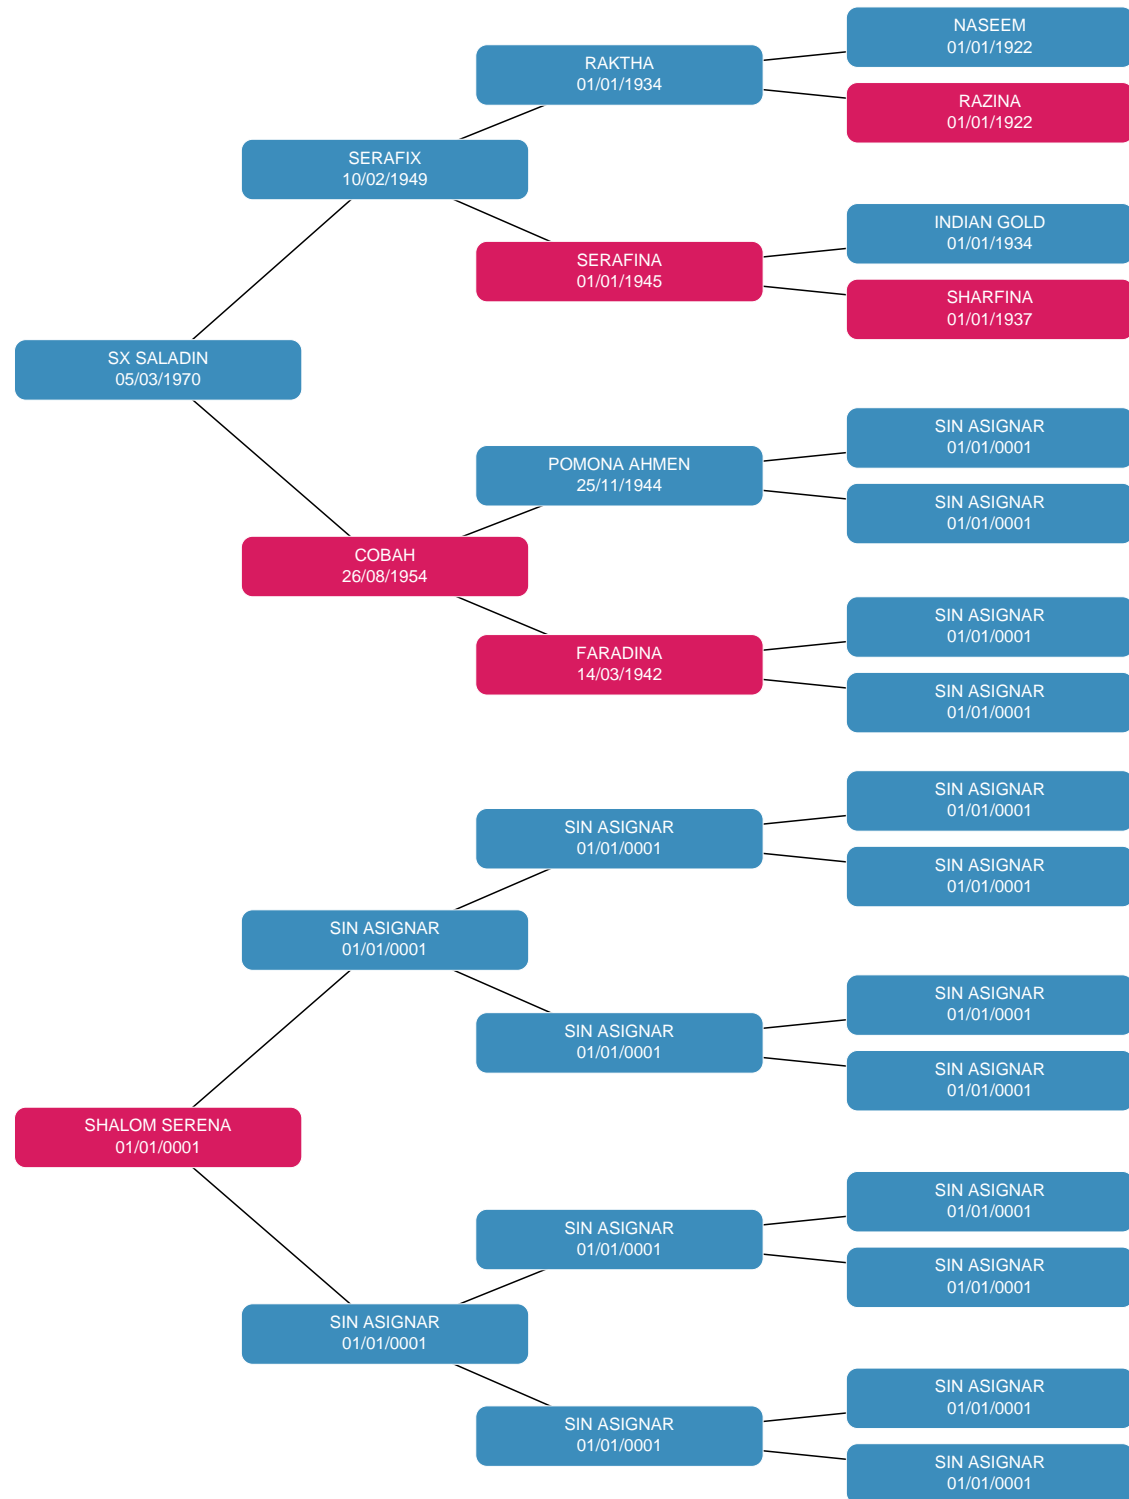 NASEEM
01/01/1922
RAKTHA
01/01/1934
RAZINA
01/01/1922
SERAFIX
10/02/1949
INDIAN GOLD
01/01/1934
SERAFINA
01/01/1945
SHARFINA
01/01/1937
SX SALADIN
05/03/1970
SIN ASIGNAR
01/01/0001
POMONA AHMEN
25/11/1944
SIN ASIGNAR
01/01/0001
COBAH
26/08/1954
SIN ASIGNAR
01/01/0001
FARADINA
14/03/1942
SIN ASIGNAR
01/01/0001
SIN ASIGNAR
01/01/0001
SIN ASIGNAR
01/01/0001
SIN ASIGNAR
01/01/0001
SIN ASIGNAR
01/01/0001
SIN ASIGNAR
01/01/0001
SIN ASIGNAR
01/01/0001
SIN ASIGNAR
01/01/0001
SHALOM SERENA
01/01/0001
SIN ASIGNAR
01/01/0001
SIN ASIGNAR
01/01/0001
SIN ASIGNAR
01/01/0001
SIN ASIGNAR
01/01/0001
SIN ASIGNAR
01/01/0001
SIN ASIGNAR
01/01/0001
SIN ASIGNAR
01/01/0001